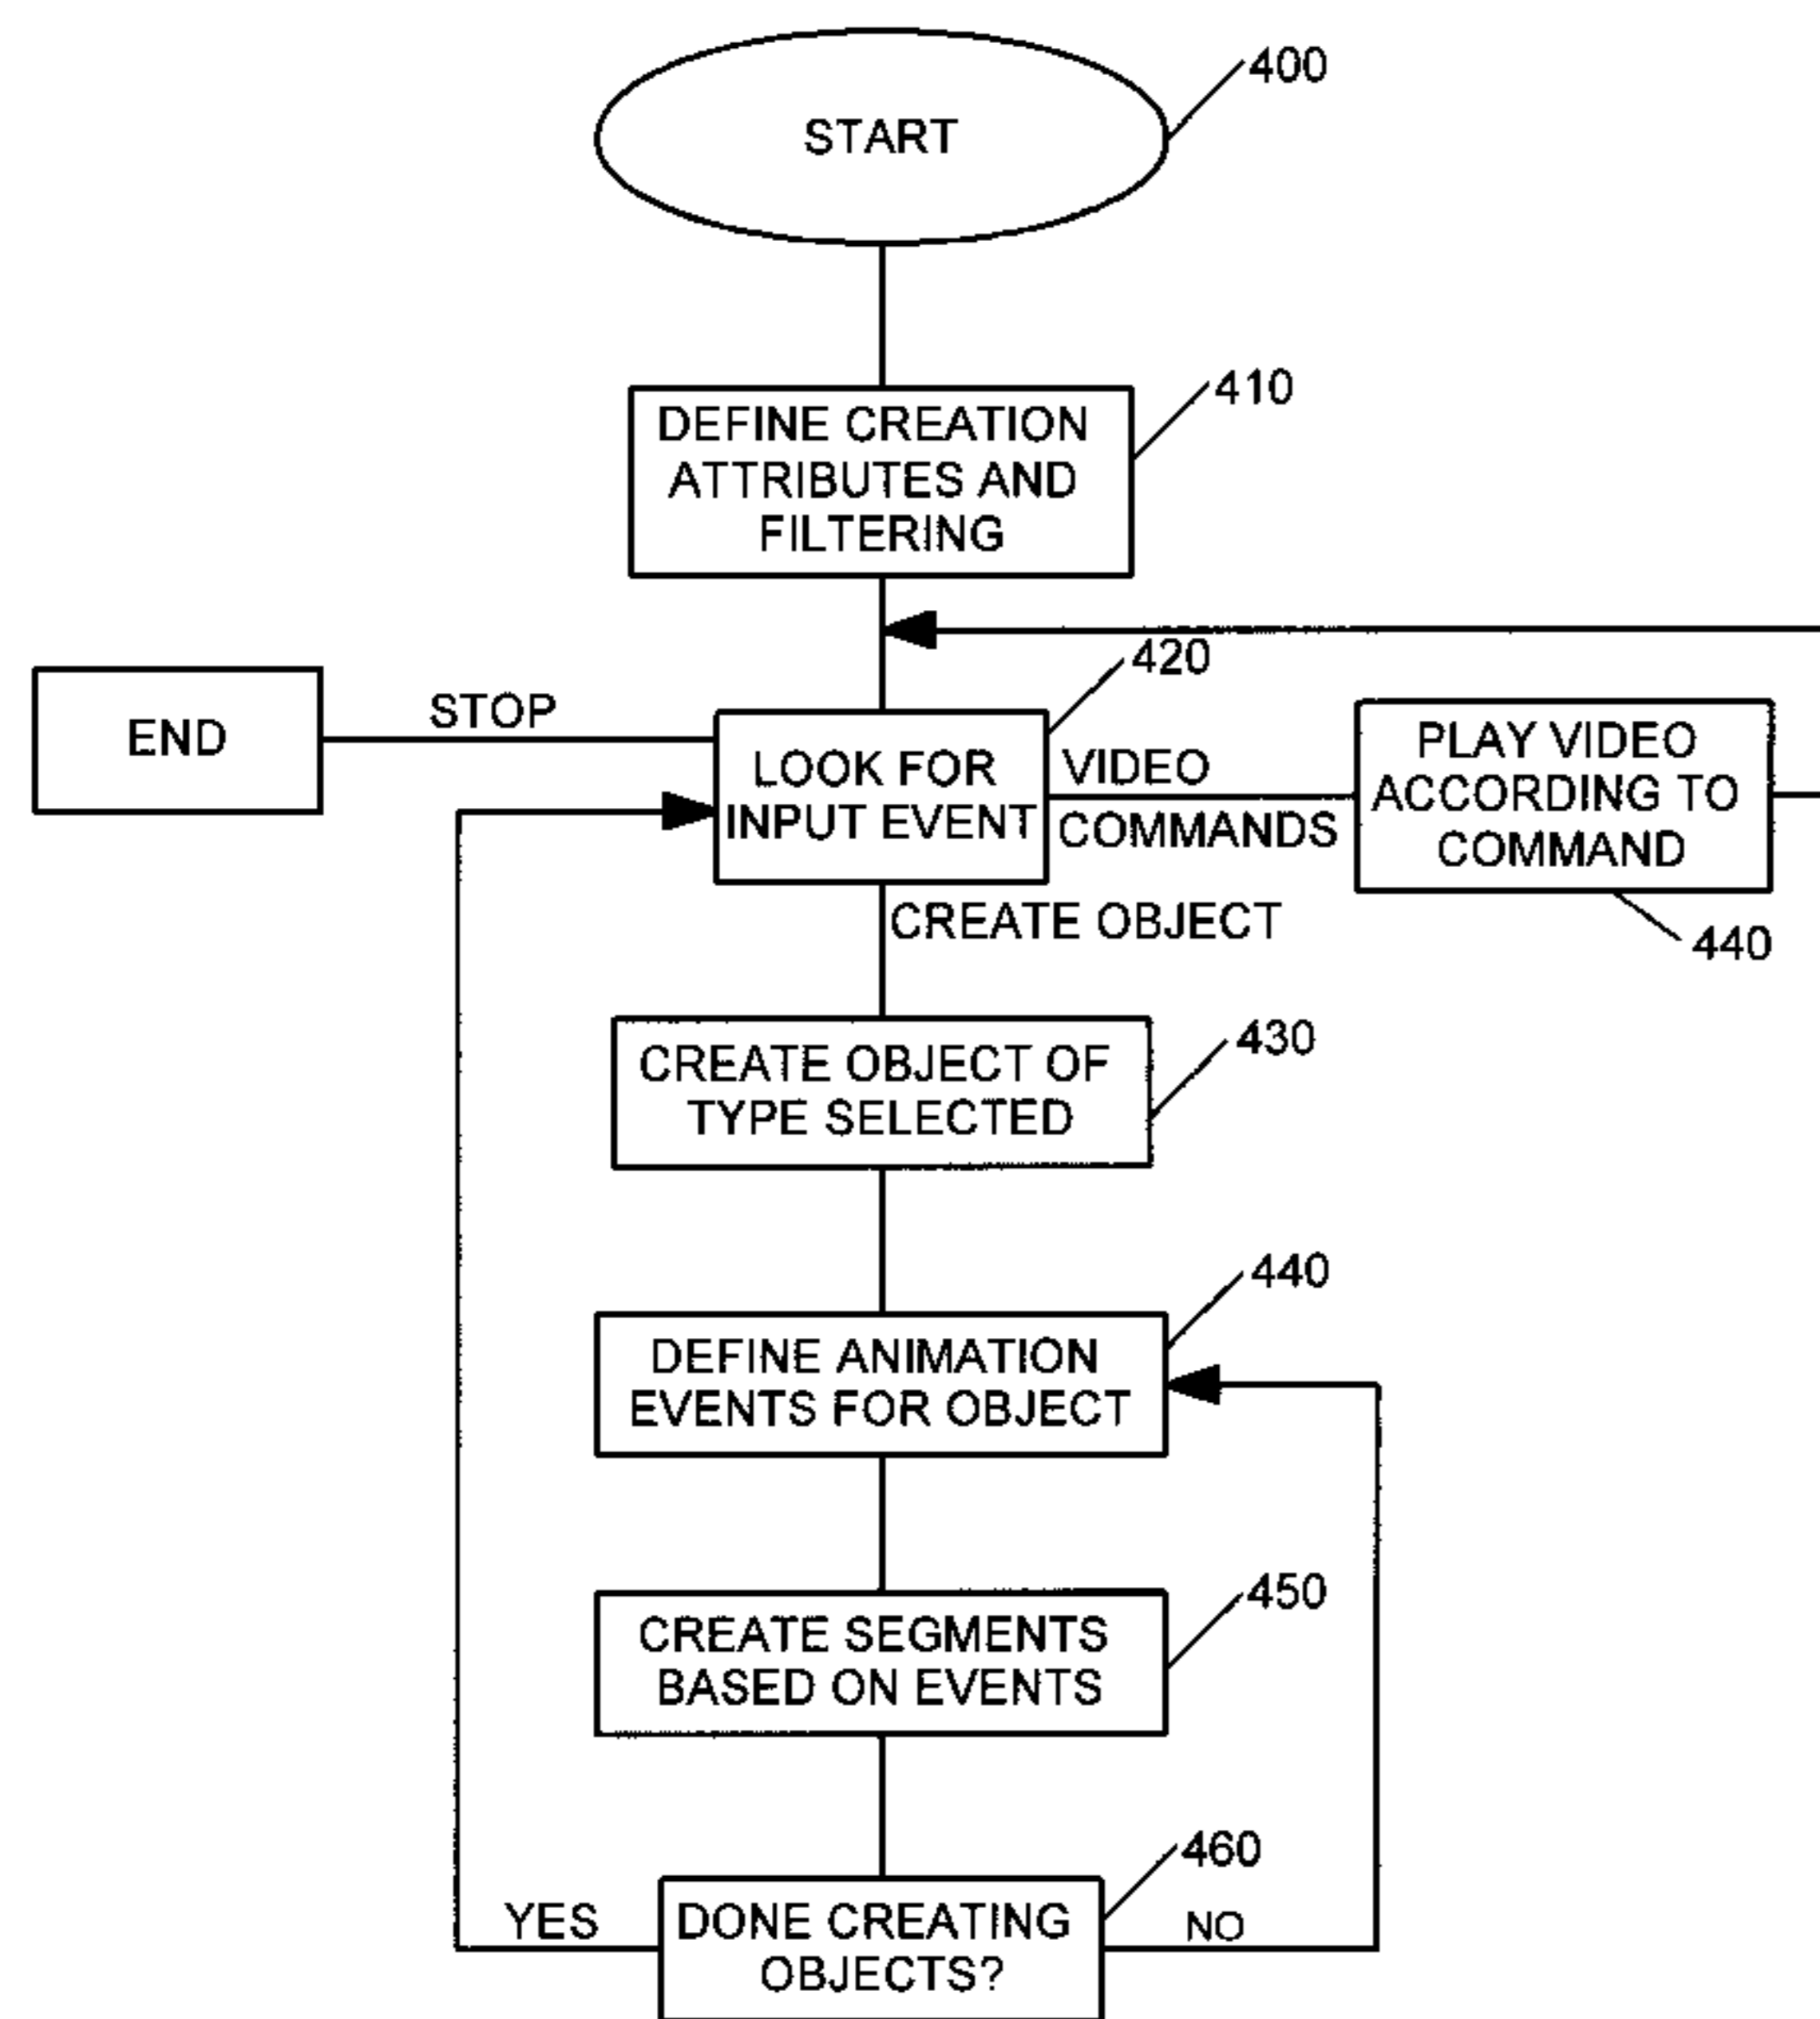 400
START
410
DEFINE CREATION
ATTRIBUTES AND
FILTERING
420
END
STOP
LOOK FOR
INPUT EVENT
VIDEO
COMMANDS
PLAY VIDEO
ACCORDING TO
COMMAND
440
CREATE OBJECT
430
CREATE OBJECT OF
TYPE SELECTED
440
DEFINE ANIMATION
EVENTS FOR OBJECT
450
CREATE SEGMENTS
BASED ON EVENTS
460
YES
DONE CREATING
OBJECTS?
NO